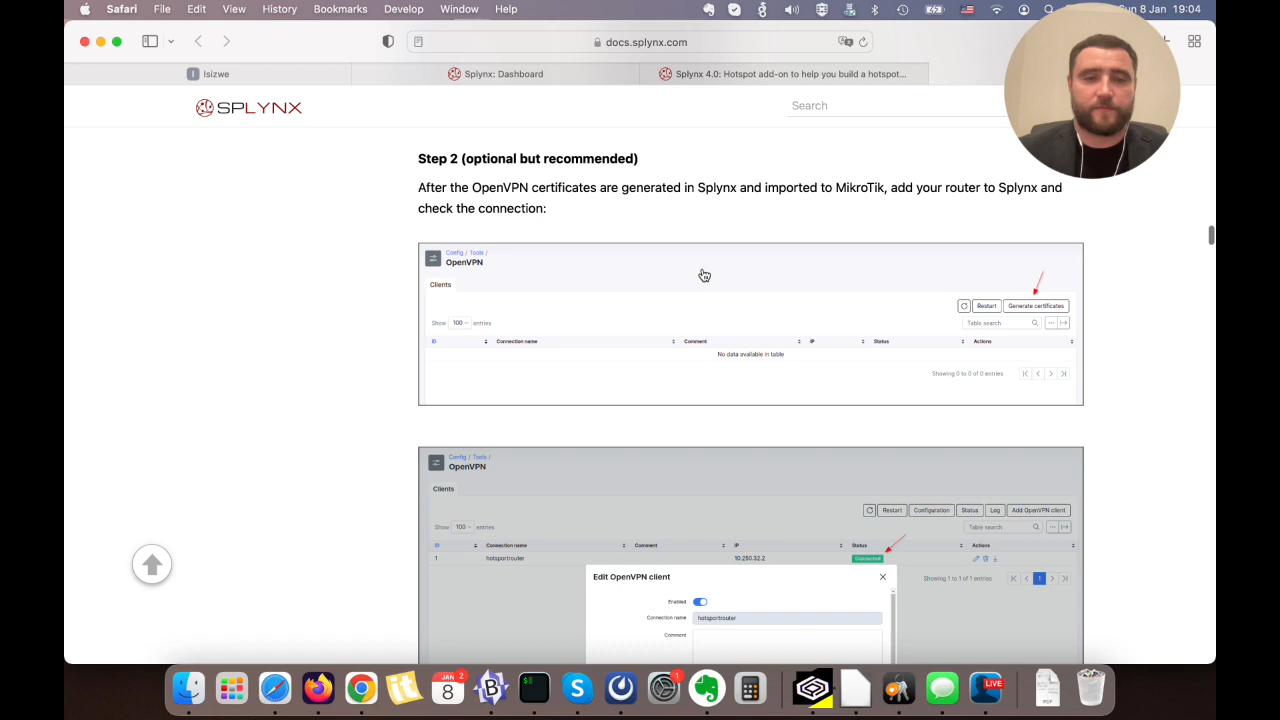 Safari File Edit View History Bookmarks Develop Window Help
Sun 8 Jan 19:04
docs.splynx.com
I Isizwe
Splynx: Dashboard
Splynx 4.0: Hotspot add-on to help you build a hotspot...
SPLYNX
Search
Step 2 (optional but recommended)
After the OpenVPN certificates are generated in Splynx and imported to MikroTik, add your router to Splynx and
check the connection:
Config / Tools /
OpenVPN
Clients
Restart Generate certificates
Show 100 entries
Table search
ID Connection name Comment IP Status Actions
No data available in table
Showing 0 to 0 of 0 entries
Config / Tools /
OpenVPN
Clients
Restart Configuration Status Log Add OpenVPN client
Show 100 entries
Table search
ID Connection name Comment IP Status Actions
1 hotsportrouter 10.250.32.2 Connected
Edit OpenVPN client
Showing 1 to 1 of 1 entries
1
Enabled
Connection name hotsportrouter
Comment
JAN
8
2
1
LIVE
PDF